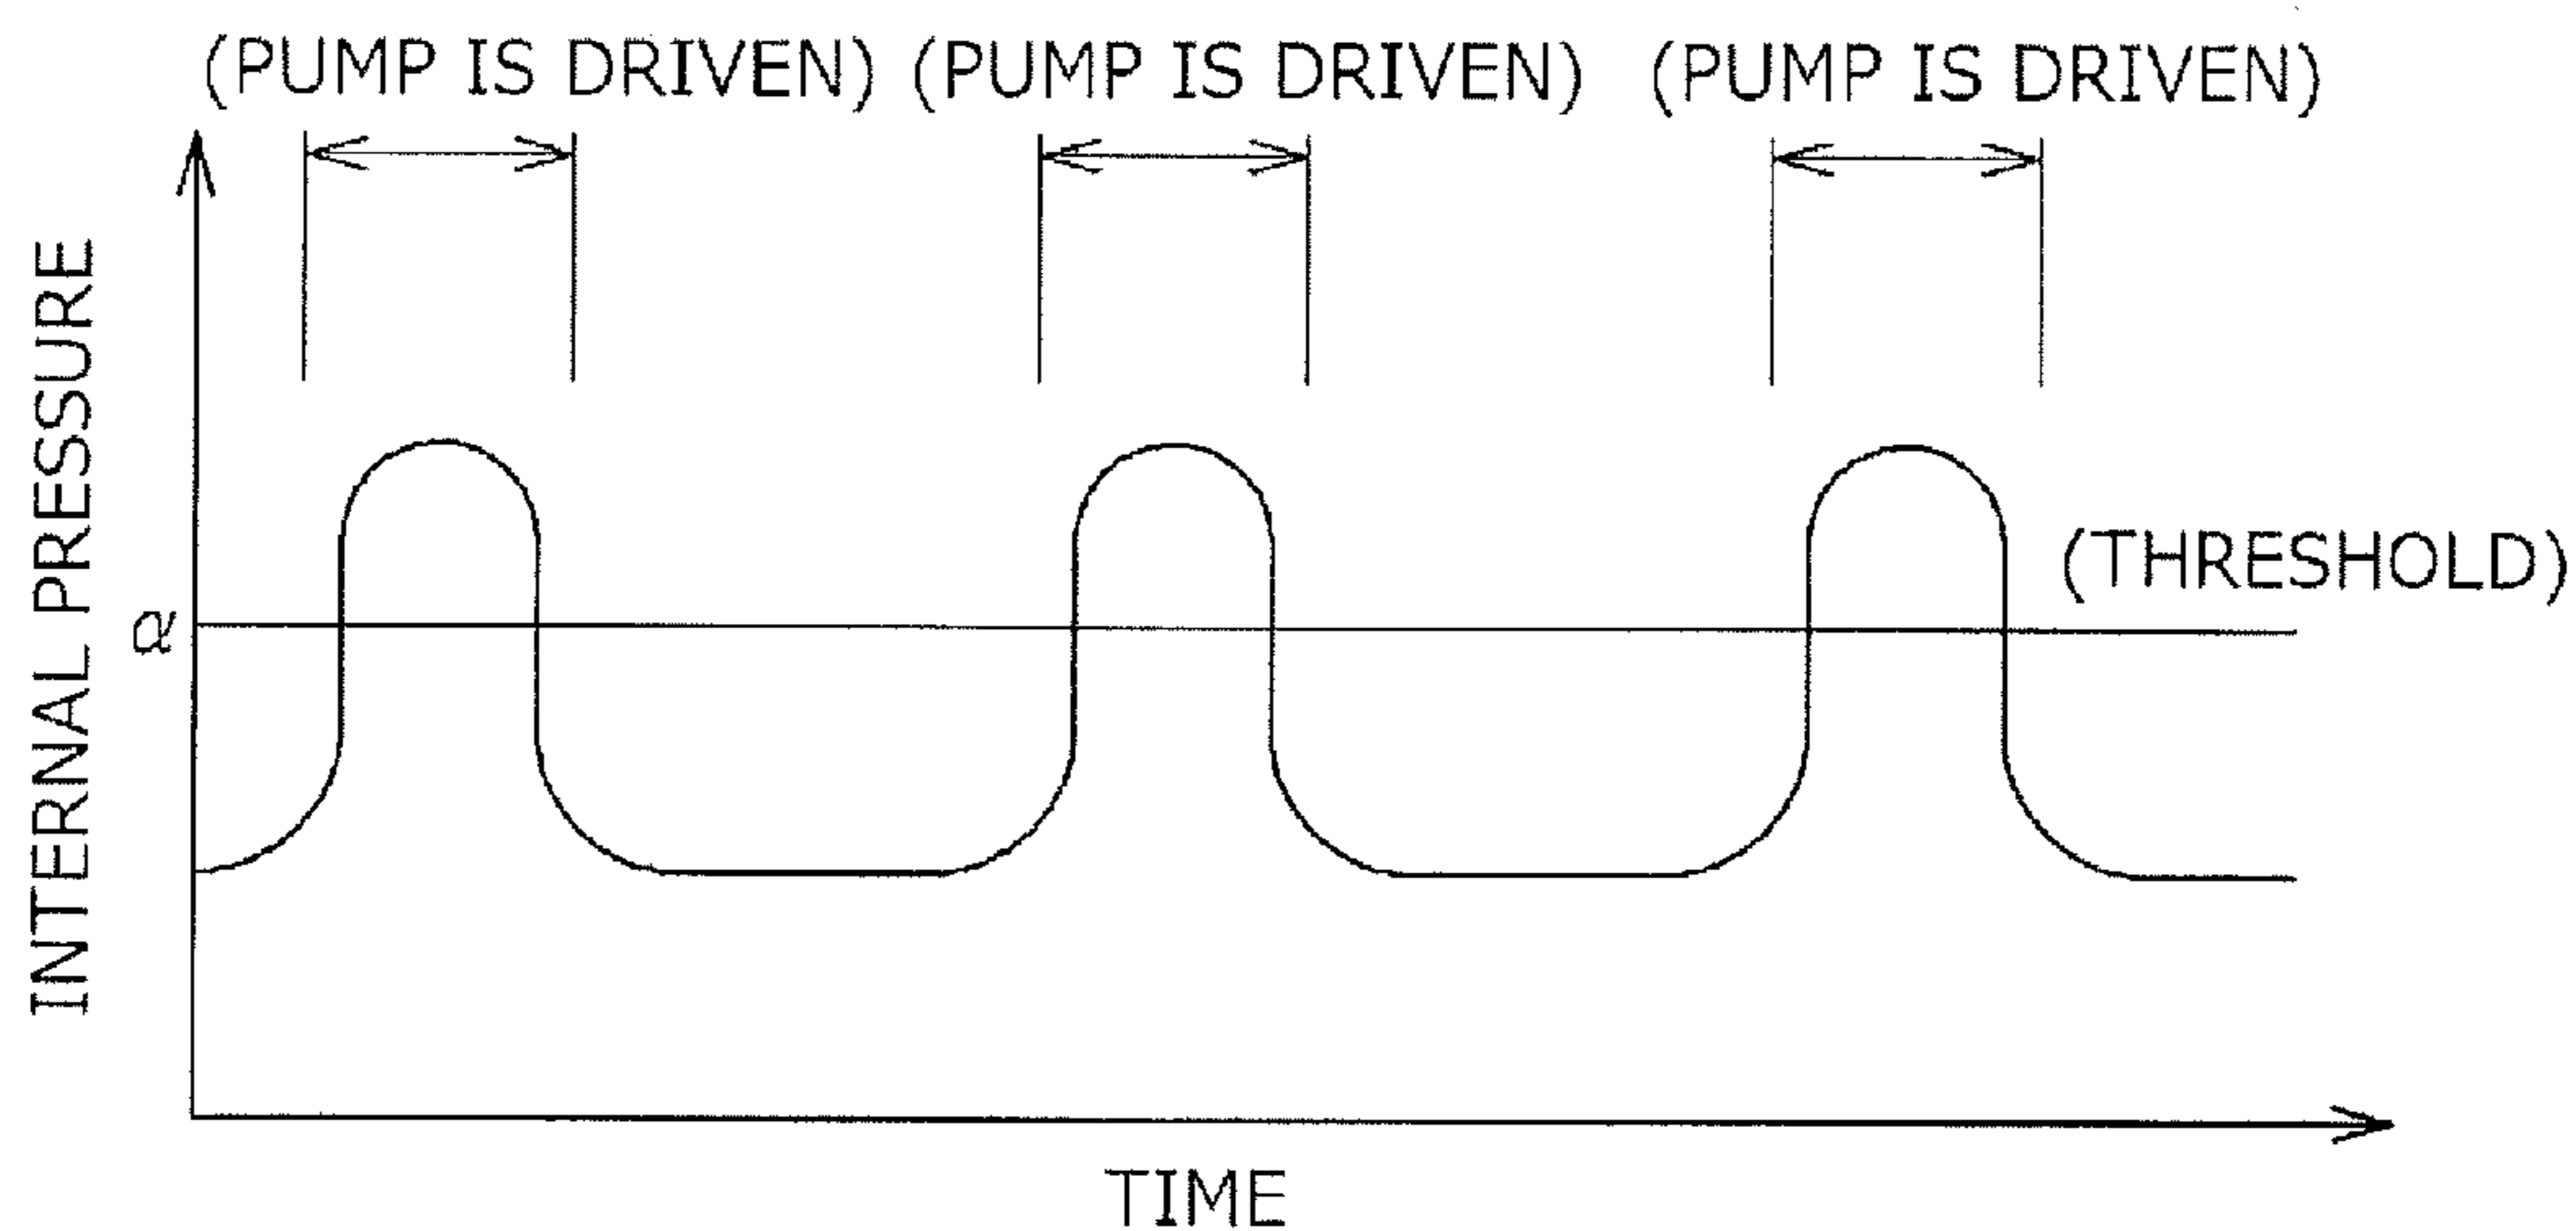 (PUMP IS DRIVEN) (PUMP IS DRIVEN) (PUMP IS DRIVEN)
INTERNAL PRESSURE
α
(THRESHOLD)
TIME